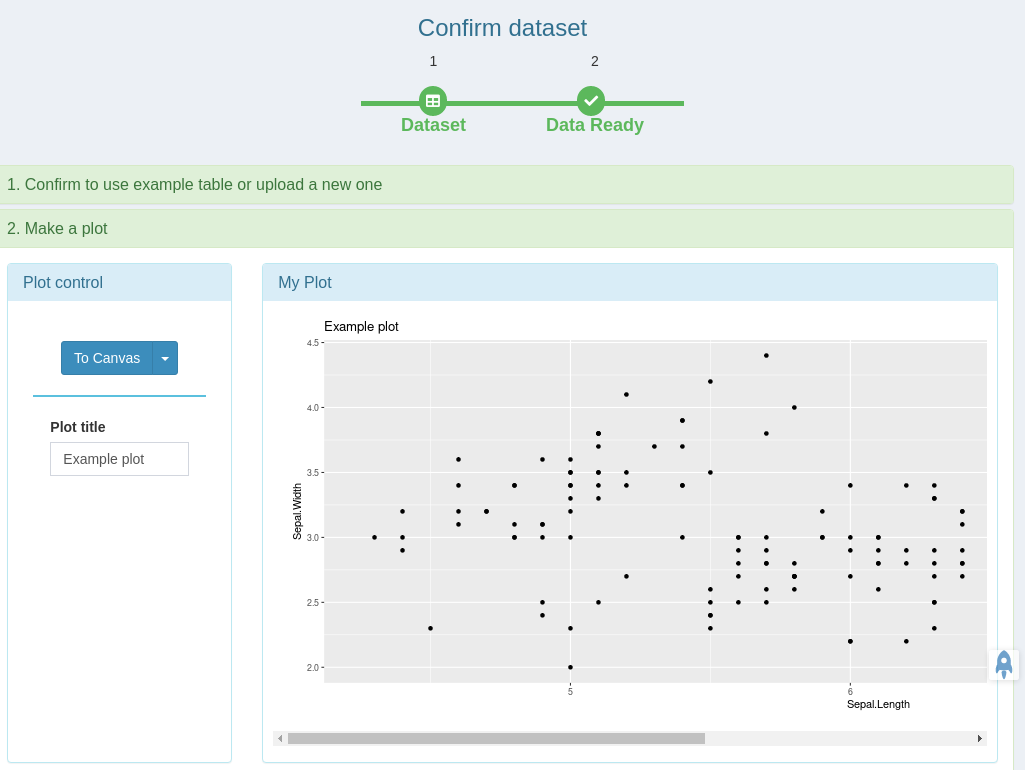 Confirm dataset
1
2
Dataset
Data Ready
1. Confirm to use example table or upload a new one
2. Make a plot
Plot control
To Canvas
Plot title
Example plot
My Plot
Example plot
4.5
4.0
3.5
3.0
2.5
2.0
Sepal.Width
5
6
Sepal.Length